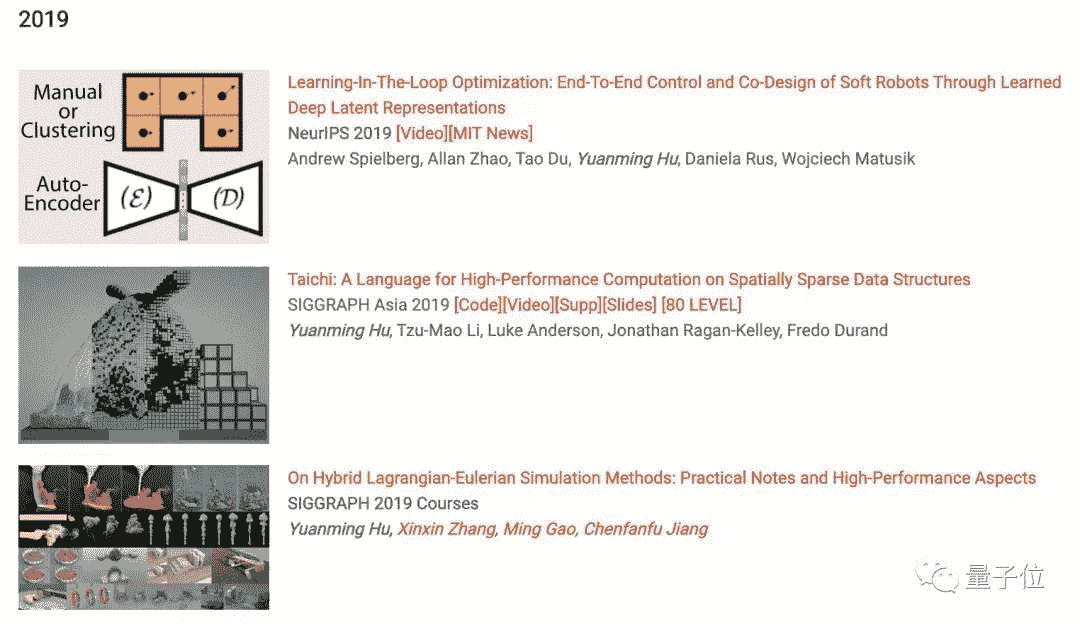 2019
Manual
or
Clustering
Auto-
Encoder
(ℰ)
(𝒟)
Learning-In-The-Loop Optimization: End-To-End Control and Co-Design of Soft Robots Through Learned
Deep Latent Representations
NeurIPS 2019 [Video][MIT News]
Andrew Spielberg, Allan Zhao, Tao Du, Yuanming Hu, Daniela Rus, Wojciech Matusik
Taichi: A Language for High-Performance Computation on Spatially Sparse Data Structures
SIGGRAPH Asia 2019 [Code][Video][Supp][Slides] [80 LEVEL]
Yuanming Hu, Tzu-Mao Li, Luke Anderson, Jonathan Ragan-Kelley, Fredo Durand
On Hybrid Lagrangian-Eulerian Simulation Methods: Practical Notes and High-Performance Aspects
SIGGRAPH 2019 Courses
Yuanming Hu, Xinxin Zhang, Ming Gao, Chenfanfu Jiang
量子位